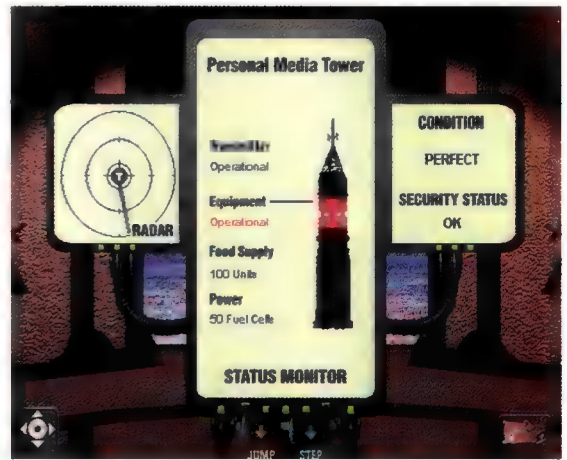 Personal Media Tower
Operational
Equipment
Operational
Food Supply
100 Units
Power
50 Fuel Cells
STATUS MONITOR
T
RADAR
CONDITION
PERFECT
SECURITY STATUS
OK
JUMP STEP